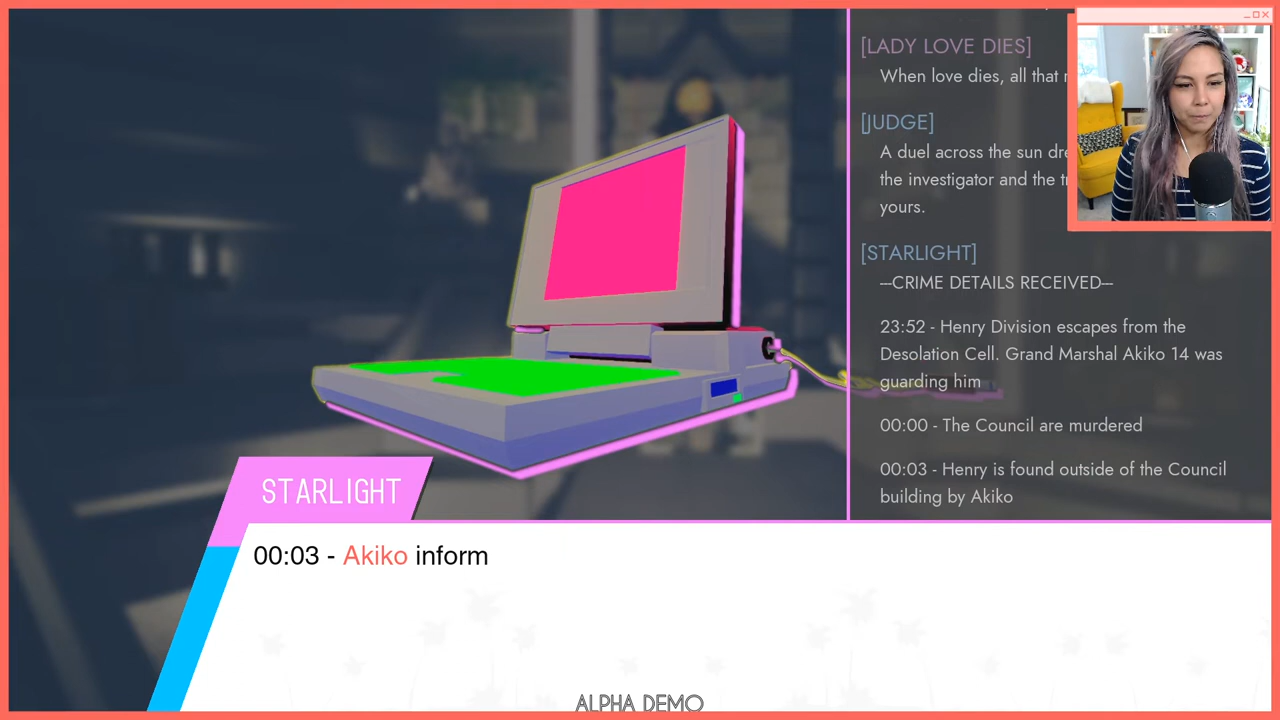 [LADY LOVE DIES]
When love dies, all that
[JUDGE]
A duel across the sun
the investigator and the
yours.
[STARLIGHT]
---CRIME DETAILS RECEIVED---
23:52 - Henry Division escapes from the
Desolation Cell. Grand Marshal Akiko 14 was
guarding him
00:00 - The Council are murdered
00:03 - Henry is found outside of the Council
building by Akiko
STARLIGHT
00:03 - Akiko inform
ALPHA DEMO